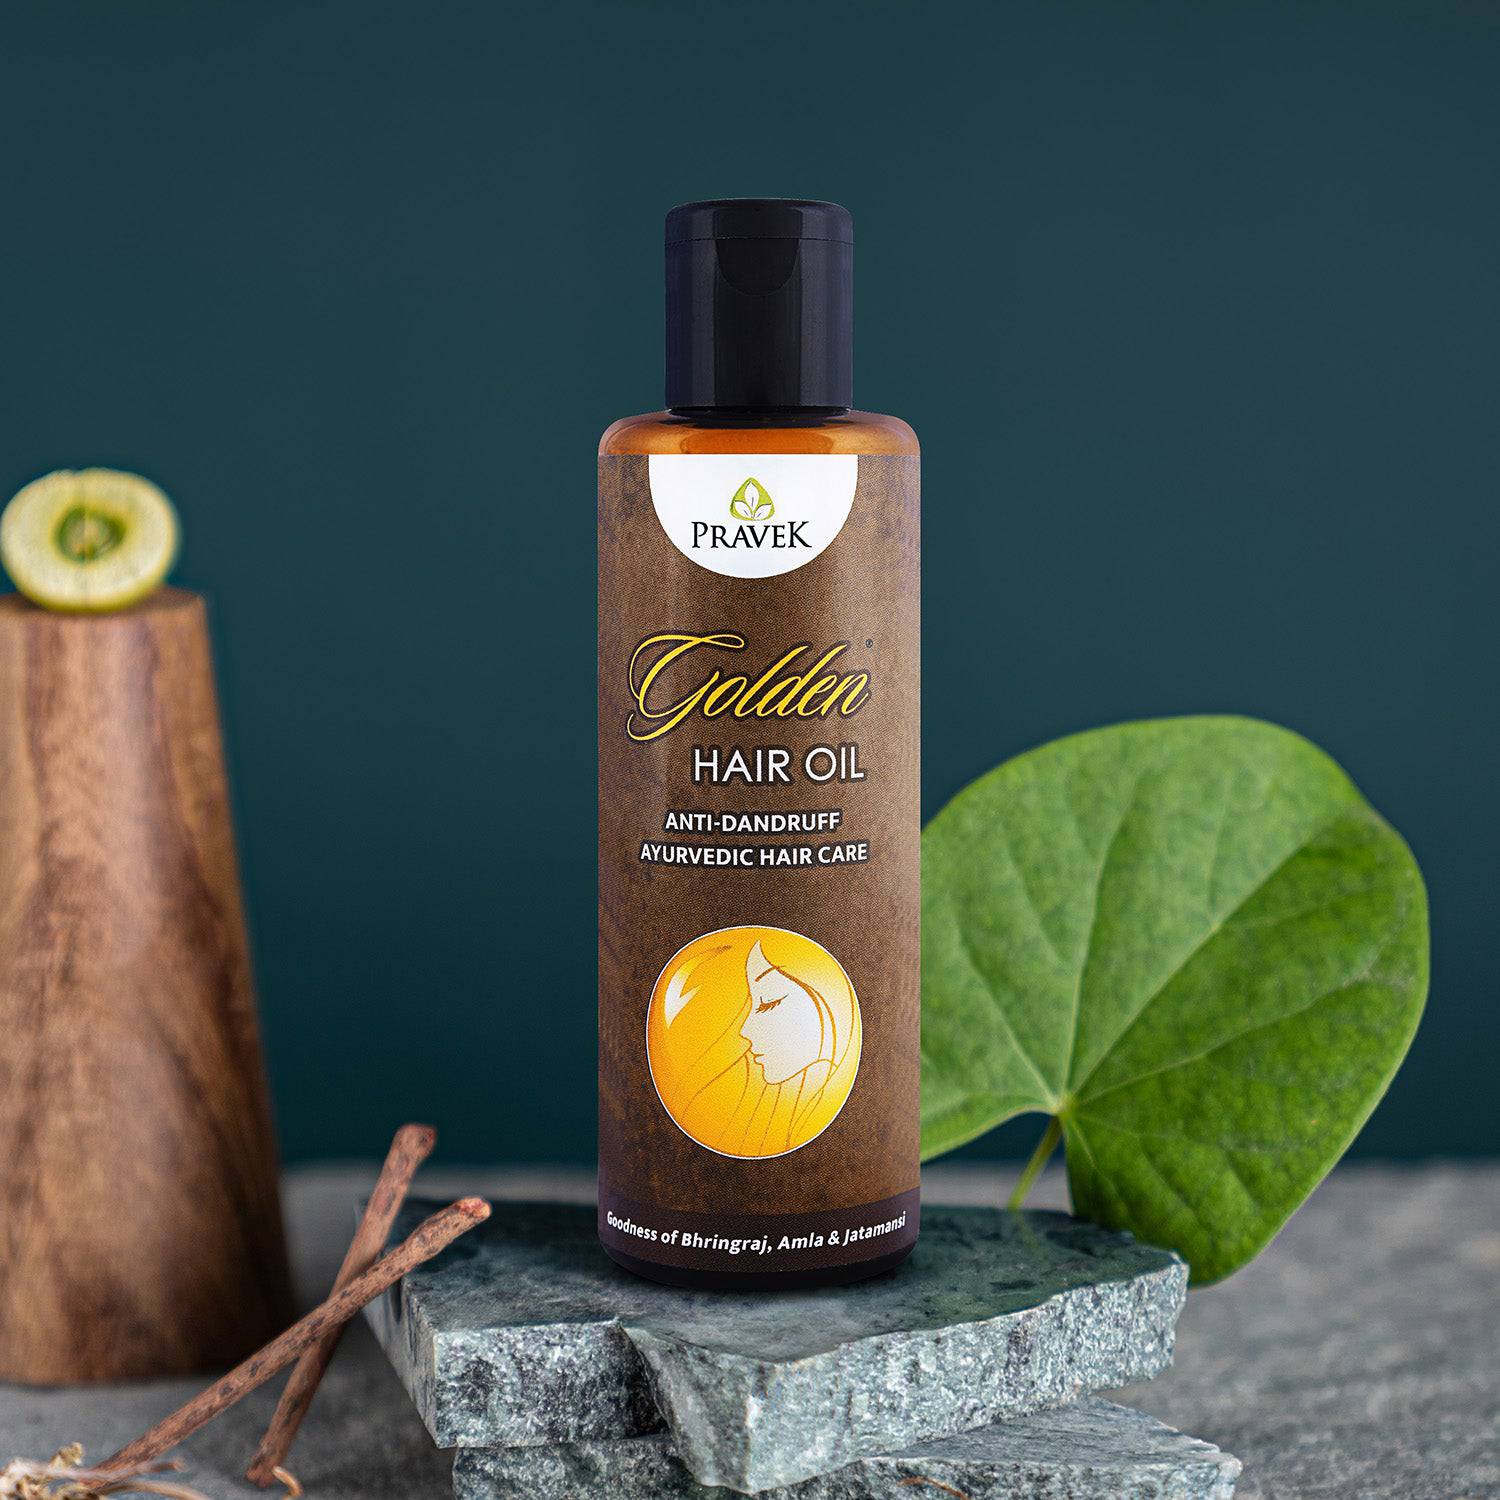 PRAVEK
Golden®
HAIR OIL
ANTI-DANDRUFF
AYURVEDIC HAIR CARE
Goodness of Bhringraj, Amla & Jatamansi